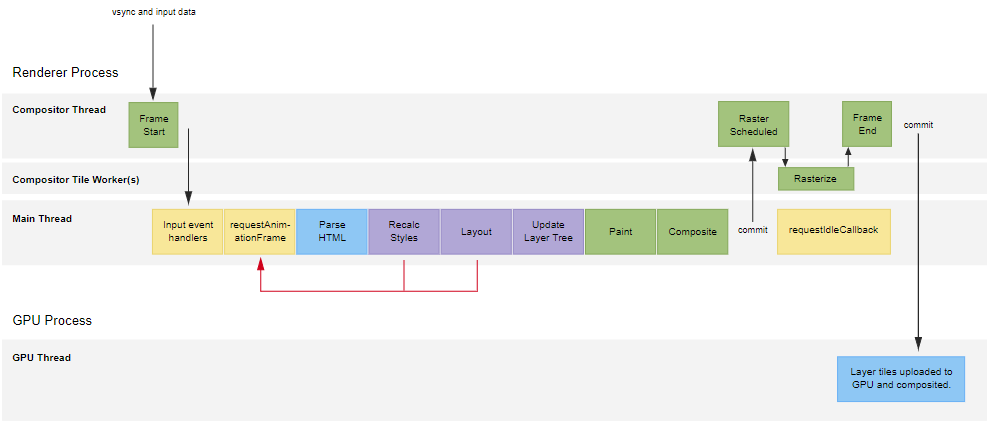 vsync and input data
Renderer Process
Compositor Thread
Frame
Start
Raster
Scheduled
Frame
End
commit
Compositor Tile Worker(s)
Rasterize
Main Thread
Input event
handlers
requestAnim-
ationFrame
Parse
HTML
Recalc
Styles
Layout
Update
Layer Tree
Paint
Composite
commit
requestIdleCallback
GPU Process
GPU Thread
Layer tiles uploaded to
GPU and composited.